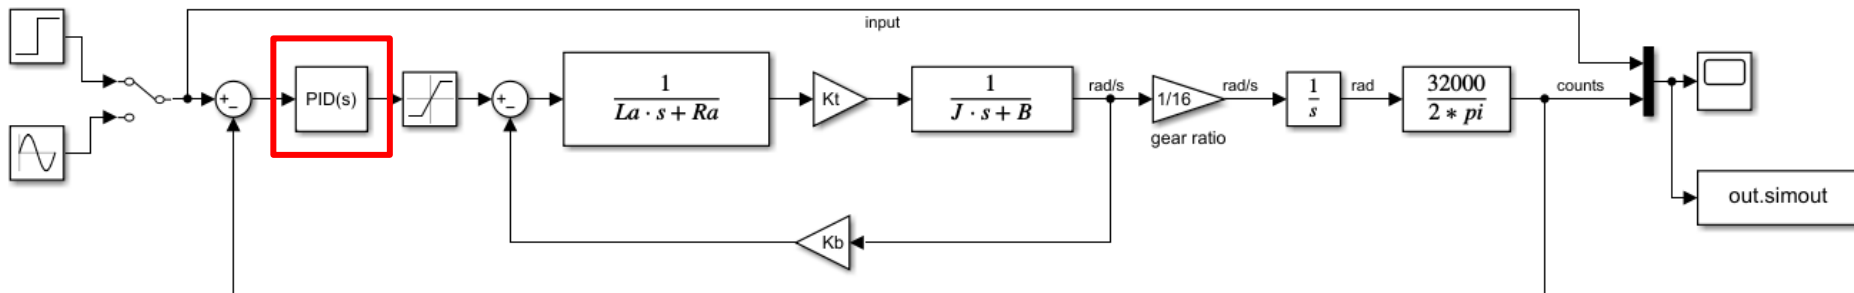 input
+
−
PID(s)
+
−
1
La · s + Ra
Kt
1
J · s + B
rad/s
1/16
gear ratio
rad/s
1
s
rad
32000
2 * pi
counts
out.simout
Kb